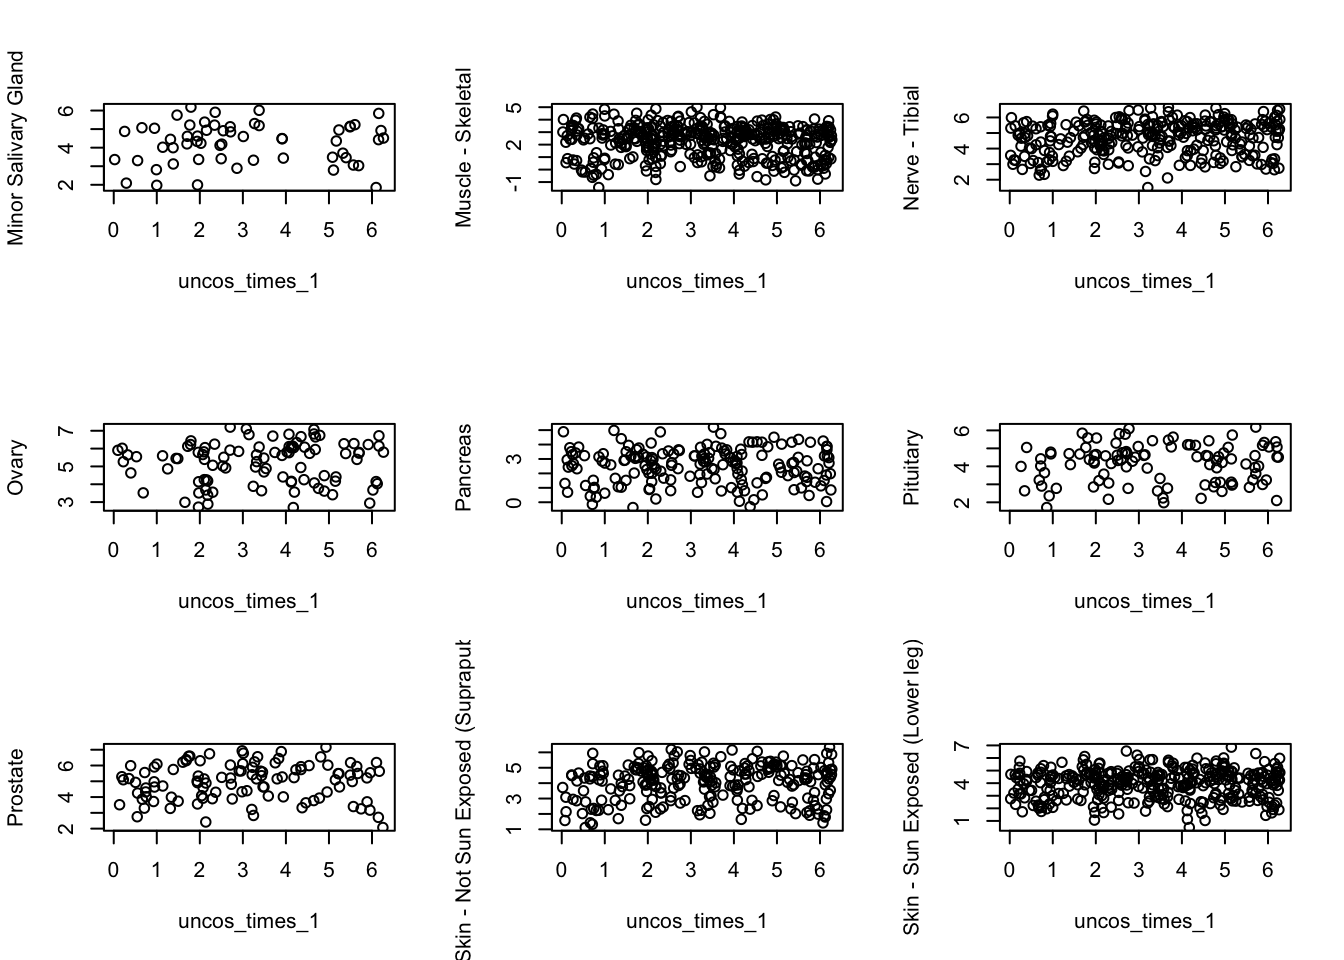 Minor Salivary Gland
6
4
2
0 1 2 3 4 5 6
uncos_times_1
Muscle - Skeletal
5
2
-1
0 1 2 3 4 5 6
uncos_times_1
Nerve - Tibial
6
4
2
0 1 2 3 4 5 6
uncos_times_1
Ovary
7
5
3
0 1 2 3 4 5 6
uncos_times_1
Pancreas
3
0
0 1 2 3 4 5 6
uncos_times_1
Pituitary
6
4
2
0 1 2 3 4 5 6
uncos_times_1
Prostate
6
4
2
0 1 2 3 4 5 6
uncos_times_1
Skin - Not Sun Exposed (Suprapub
5
3
1
0 1 2 3 4 5 6
uncos_times_1
Skin - Sun Exposed (Lower leg)
7
4
1
0 1 2 3 4 5 6
uncos_times_1